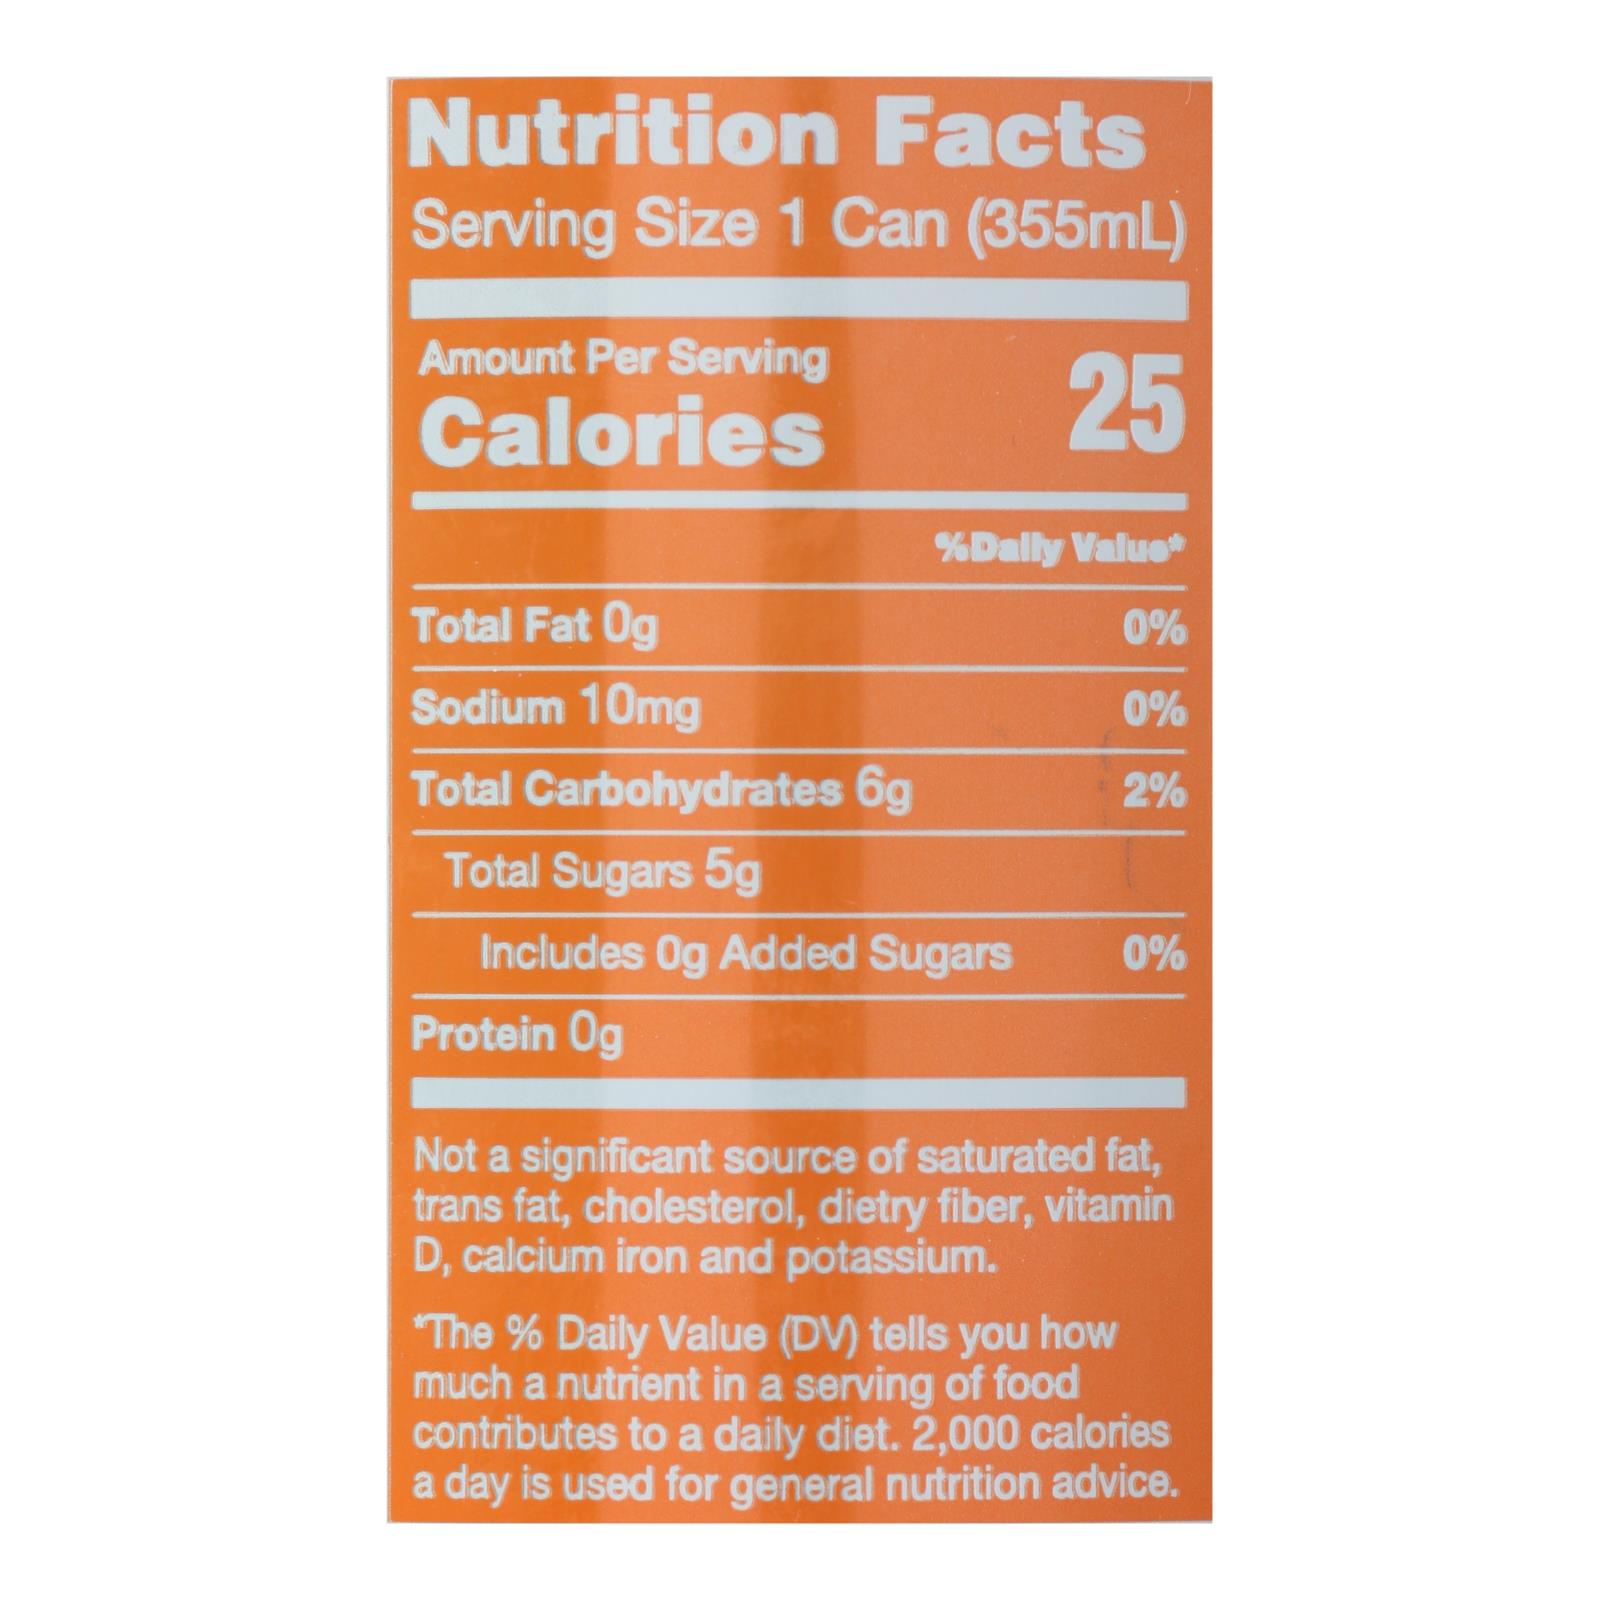 Nutrition Facts
Serving Size 1 Can (355mL)
Amount Per Serving
Calories 25
%Daily Value*
Total Fat 0g 0%
Sodium 10mg 0%
Total Carbohydrates 6g 2%
Total Sugars 5g
Includes 0g Added Sugars 0%
Protein 0g
Not a significant source of saturated fat,
trans fat, cholesterol, dietry fiber, vitamin
D, calcium iron and potassium.
*The % Daily Value (DV) tells you how
much a nutrient in a serving of food
contributes to a daily diet. 2,000 calories
a day is used for general nutrition advice.